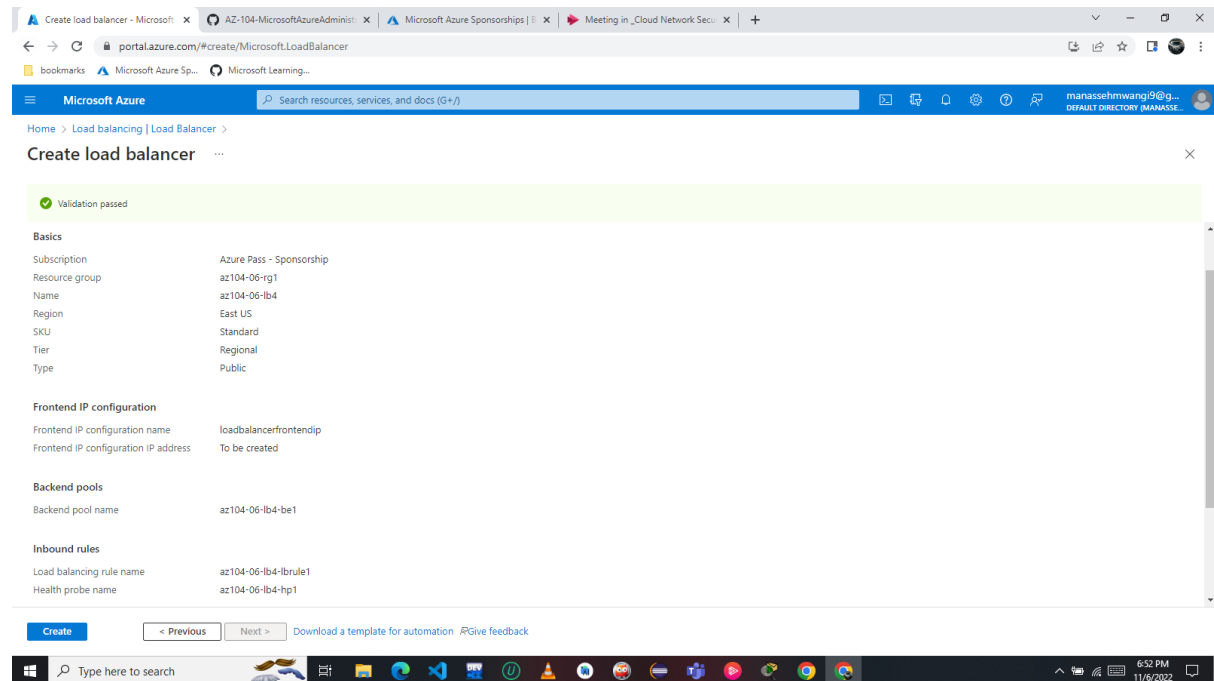 Create load balancer - Microsoft
AZ-104-MicrosoftAzureAdminist
Microsoft Azure Sponsorships | B
Meeting in _Cloud Network Secu
portal.azure.com/#create/Microsoft.LoadBalancer
bookmarks
Microsoft Azure Sp...
Microsoft Learning...
Microsoft Azure
Search resources, services, and docs (G+/)
manassehmwangi9@g...
DEFAULT DIRECTORY (MANASSE...
Home > Load balancing | Load Balancer >
Create load balancer ...
Validation passed
Basics
Subscription Azure Pass - Sponsorship
Resource group az104-06-rg1
Name az104-06-lb4
Region East US
SKU Standard
Tier Regional
Type Public
Frontend IP configuration
Frontend IP configuration name loadbalancerfrontendip
Frontend IP configuration IP address To be created
Backend pools
Backend pool name az104-06-lb4-be1
Inbound rules
Load balancing rule name az104-06-lb4-lbrule1
Health probe name az104-06-lb4-hp1
Create
< Previous
Next >
Download a template for automation
Give feedback
Type here to search
DEV
6:52 PM
11/6/2022